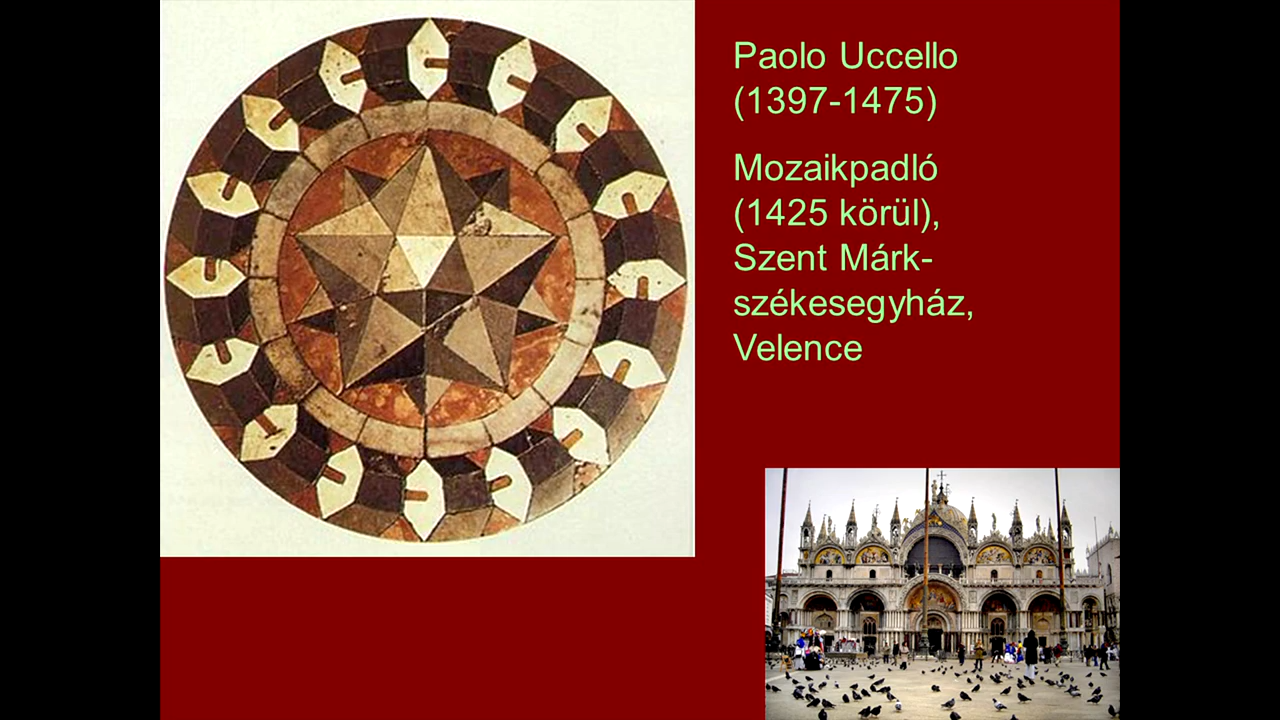 Paolo Uccello
(1397-1475)
Mozaikpadló
(1425 körül),
Szent Márk-
székesegyház,
Velence